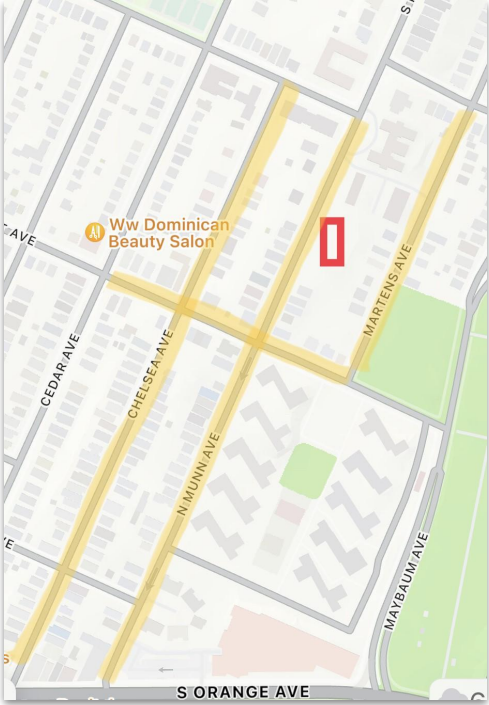 S
Ww Dominican
Beauty Salon
AVE
MARTENS AVE
CEDAR AVE
CHELSEA AVE
N MUNN AVE
E
MAYBAUM AVE
S
S ORANGE AVE